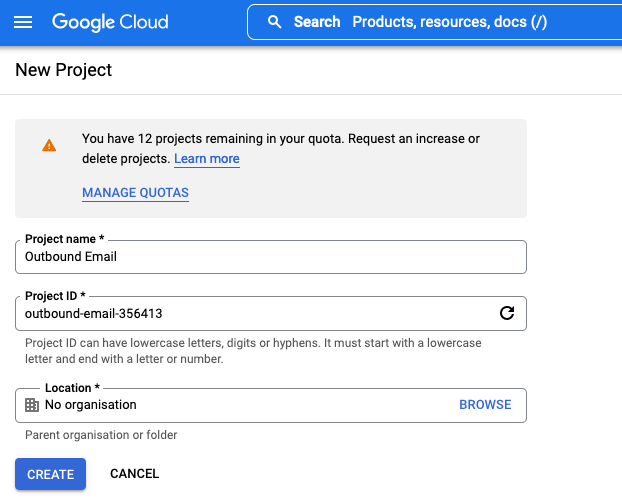 Google Cloud
Search Products, resources, docs (/)
New Project
You have 12 projects remaining in your quota. Request an increase or
delete projects. Learn more
MANAGE QUOTAS
Project name *
Outbound Email
Project ID *
outbound-email-356413
Project ID can have lowercase letters, digits or hyphens. It must start with a lowercase
letter and end with a letter or number.
Location *
No organisation BROWSE
Parent organisation or folder
CREATE CANCEL